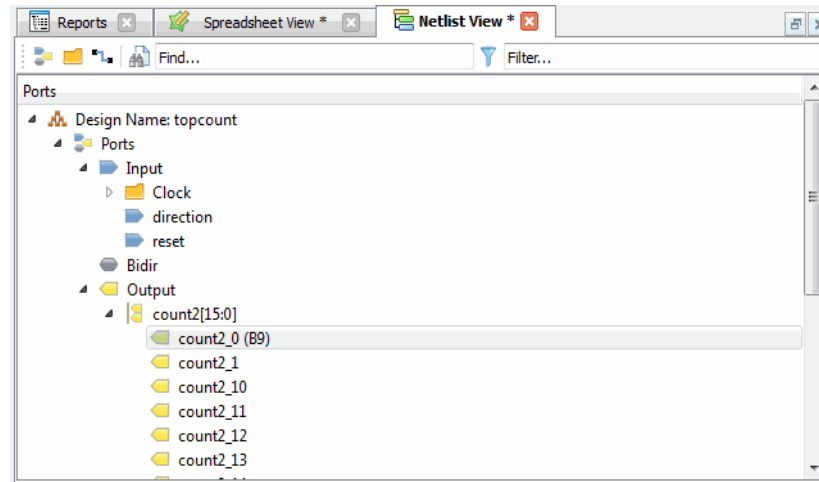 Reports Spreadsheet View * Netlist View *
Find... Filter...
Ports
Design Name: topcount
Ports
Input
Clock
direction
reset
Bidir
Output
count2[15:0]
count2_0 (B9)
count2_1
count2_10
count2_11
count2_12
count2_13